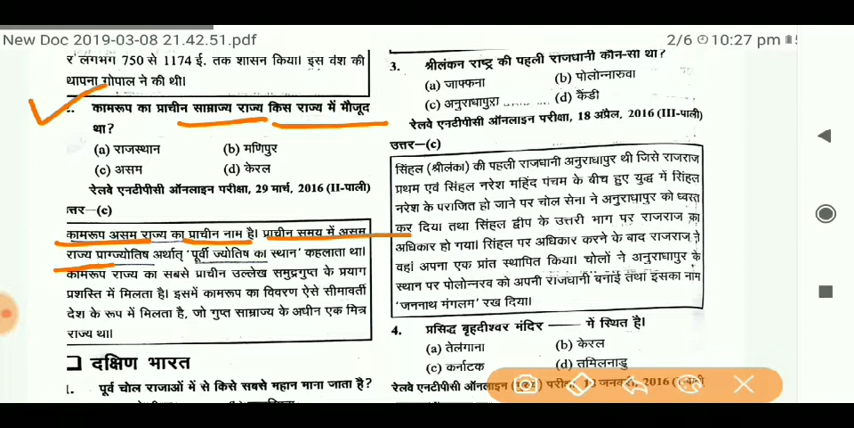 New Doc 2019-03-08 21.42.51.pdf
2/6
10:27 pm
र लगभग 750 से 1174 ई. तक शासन किया। इस वंश की
थापना गोपाल ने की थी।
कामरूप का प्राचीन साम्राज्य राज्य किस राज्य में मौजूद
था?
(a) राजस्थान (b) मणिपुर
(c) असम (d) केरल
रेलवे एनटीपीसी ऑनलाइन परीक्षा, 29 मार्च, 2016 (II-पाली)
त्तर–(c)
कामरूप असम राज्य का प्राचीन नाम है। प्राचीन समय में असम
राज्य प्राग्ज्योतिष अर्थात् 'पूर्वी ज्योतिष का स्थान' कहलाता था।
कामरूप राज्य का सबसे प्राचीन उल्लेख समुद्रगुप्त के प्रयाग
प्रशस्ति में मिलता है। इसमें कामरूप का विवरण ऐसे सीमावर्ती
देश के रूप में मिलता है, जो गुप्त साम्राज्य के अधीन एक मित्र
राज्य था।
दक्षिण भारत
1. पूर्व चोल राजाओं में से किसे सबसे महान माना जाता है?
3. श्रीलंकन राष्ट्र की पहली राजधानी कौन-सा था?
(a) जाफ्फना (b) पोलोन्नारुवा
(c) अनुराधापुरा (d) कैंडी
रेलवे एनटीपीसी ऑनलाइन परीक्षा, 18 अप्रैल, 2016 (III-पाली)
उत्तर–(c)
सिंहल (श्रीलंका) की पहली राजधानी अनुराधापुर थी जिसे राजराज
प्रथम एवं सिंहल नरेश महिंद पंचम के बीच हुए युद्ध में सिंहल
नरेश के पराजित हो जाने पर चोल सेना ने अनुराधापुर को ध्वस्त
कर दिया तथा सिंहल द्वीप के उत्तरी भाग पर राजराज का
अधिकार हो गया। सिंहल पर अधिकार करने के बाद राजराज ने
वहां अपना एक प्रांत स्थापित किया। चोलों ने अनुराधापुर के
स्थान पर पोलोन्नरव को अपनी राजधानी बनाई तथा इसका नाम
'जननाथ मंगलम' रख दिया।
4. प्रसिद्ध बृहदीश्वर मंदिर —— में स्थित है।
(a) तेलंगाना (b) केरल
(c) कर्नाटक (d) तमिलनाडु
रेलवे एनटीपीसी ऑनलाइन जनवरी, 2016